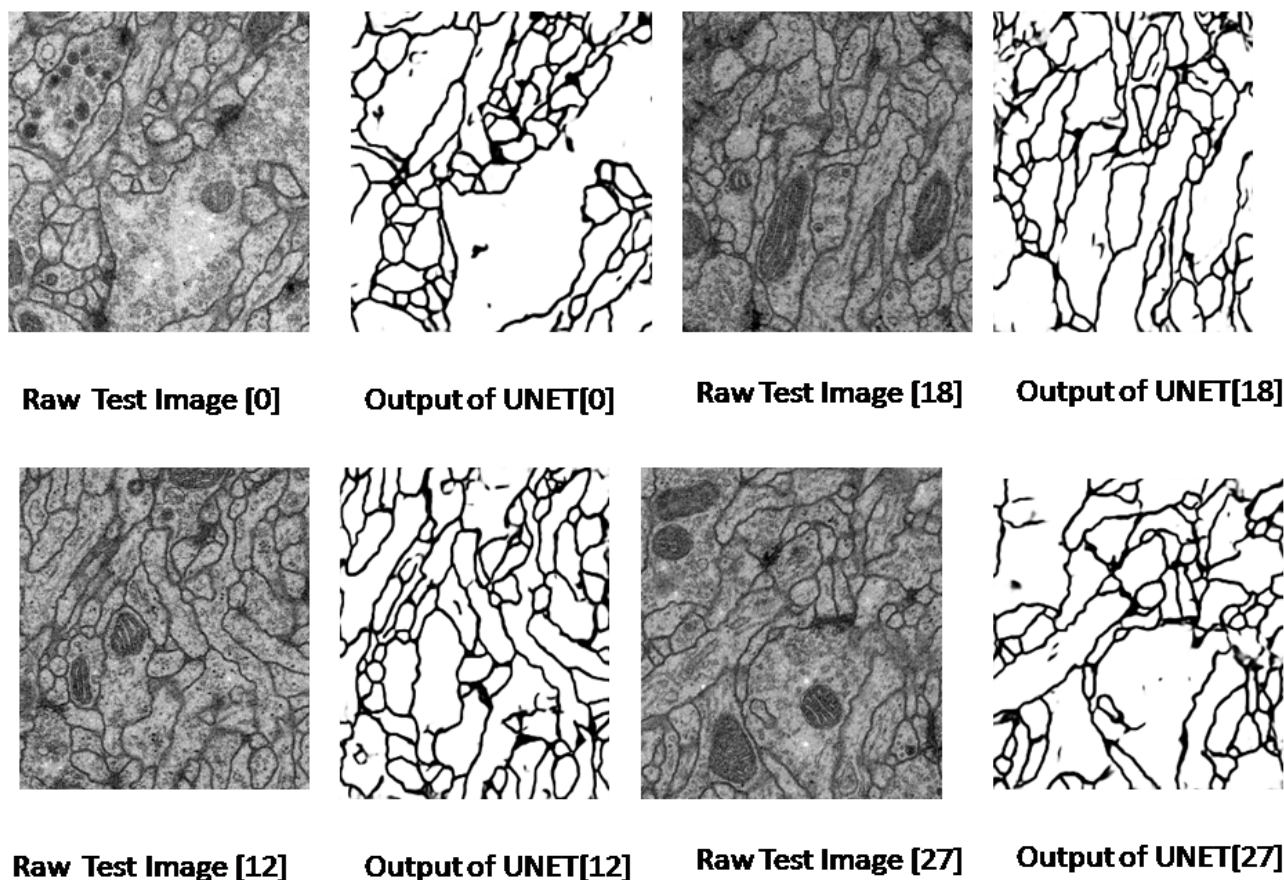 Raw Test Image [0]
Output of UNET[0]
Raw Test Image [18]
Output of UNET[18]
Raw Test Image [12]
Output of UNET[12]
Raw Test Image [27]
Output of UNET[27]